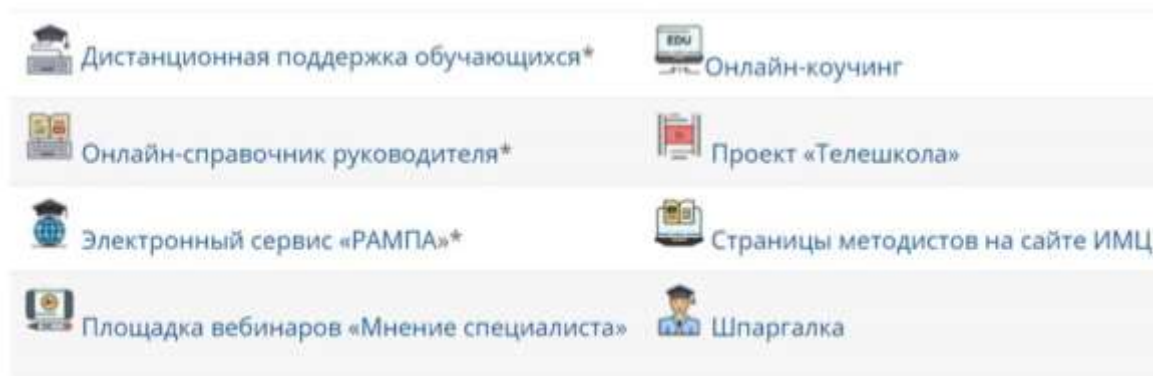 Дистанционная поддержка обучающихся*
EDU
Онлайн-коучинг
Онлайн-справочник руководителя*
Проект «Телешкола»
Электронный сервис «РАМПА»*
Страницы методистов на сайте ИМЦ
Площадка вебинаров «Мнение специалиста»
Шпаргалка